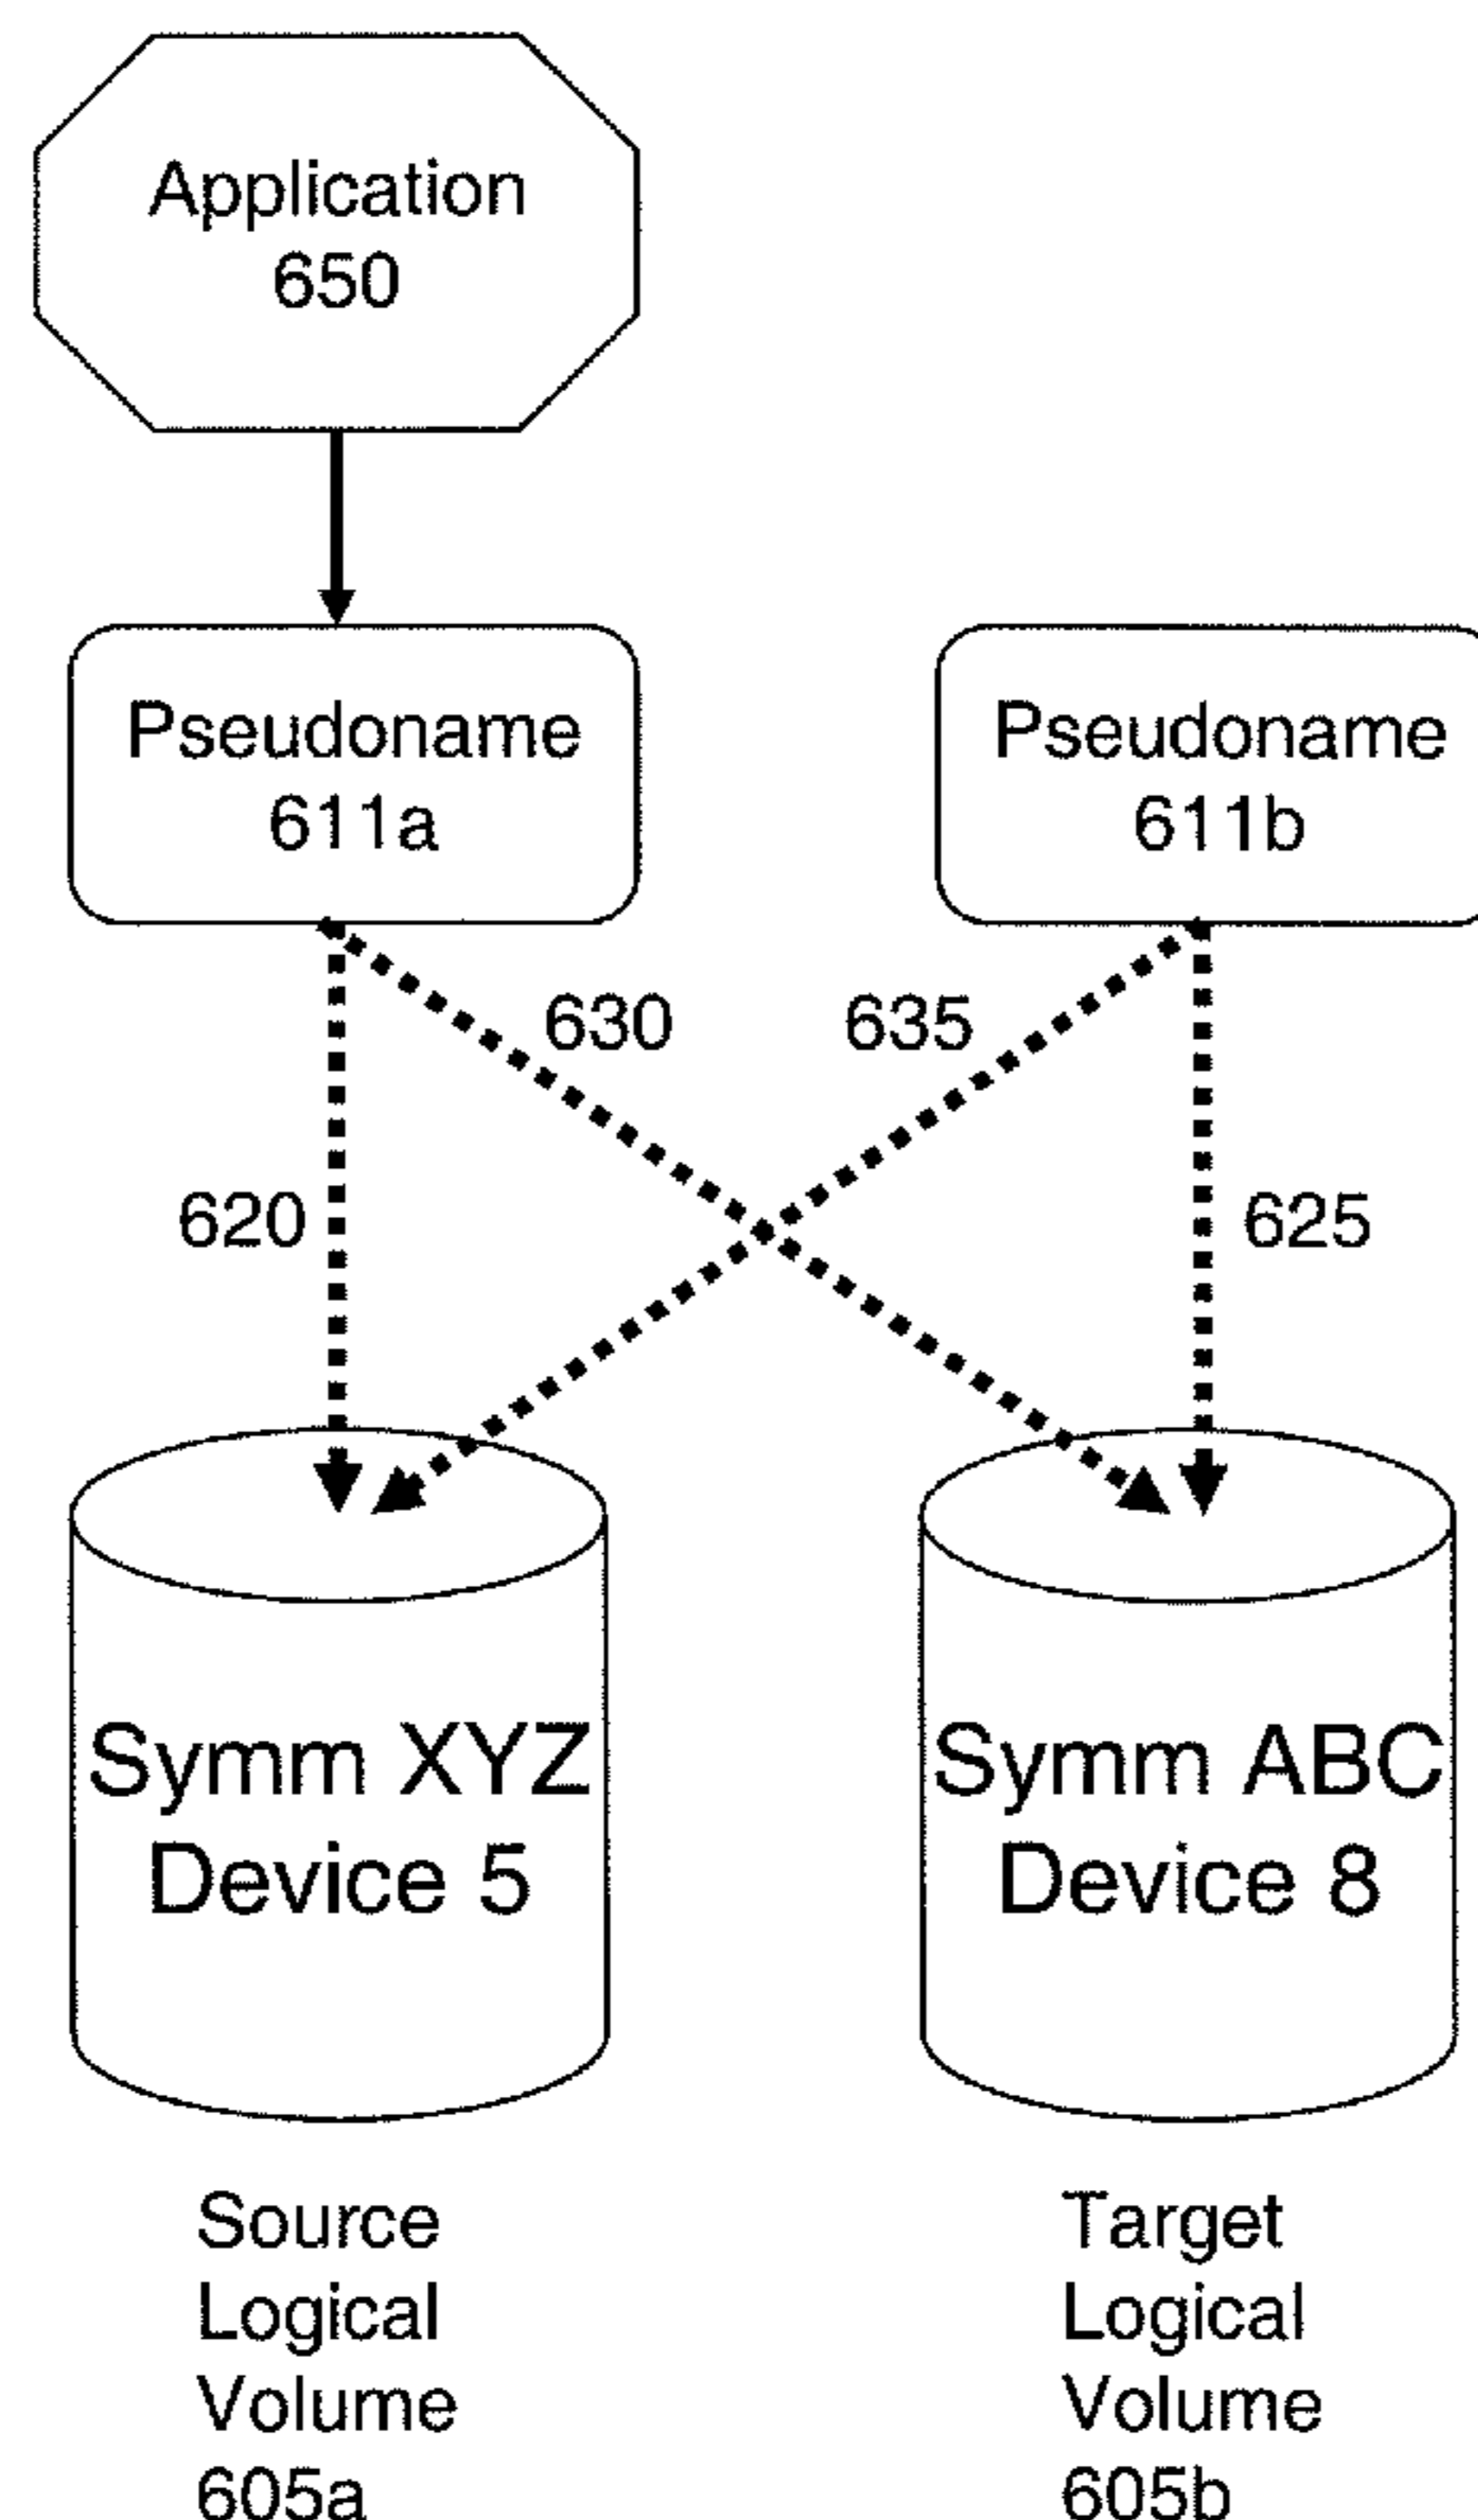 Application
650
Pseudoname
611a
Pseudoname
611b
630
635
620
625
Symm XYZ
Device 5
Symm ABC
Device 8
Source
Logical
Volume
605a
Target
Logical
Volume
605b